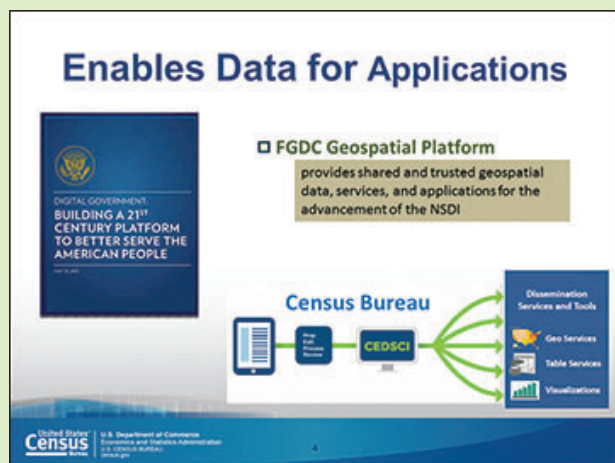 Enables Data for Applications
DIGITAL GOVERNMENT:
BUILDING A 21ST
CENTURY PLATFORM
TO BETTER SERVE THE
AMERICAN PEOPLE
FGDC Geospatial Platform
provides shared and trusted geospatial
data, services, and applications for the
advancement of the NSDI
Census Bureau
Prep
Edit
Process
Review
CEDSCI
Dissemination
Services and Tools
Geo Services
Table Services
Visualizations
United States®
Census
Bureau
U.S. Department of Commerce
Economics and Statistics Administration
U.S. CENSUS BUREAU
census.gov
4